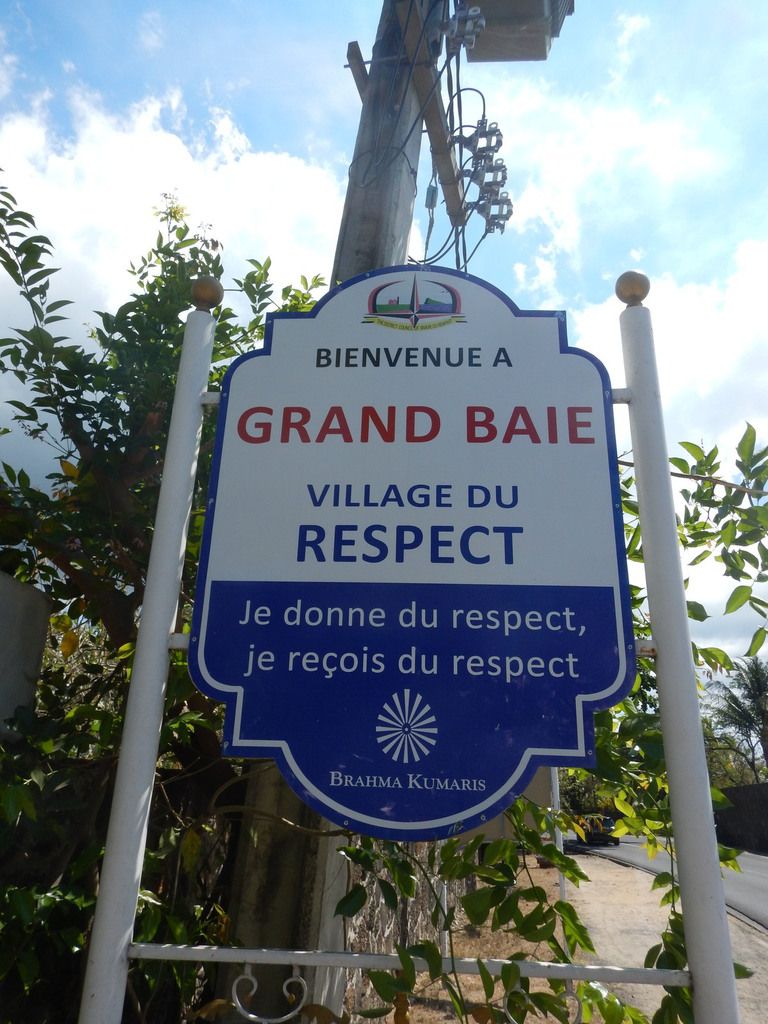 BIENVENUE A
GRAND BAIE
VILLAGE DU
RESPECT
Je donne du respect,
je reçois du respect
BRAHMA KUMARIS